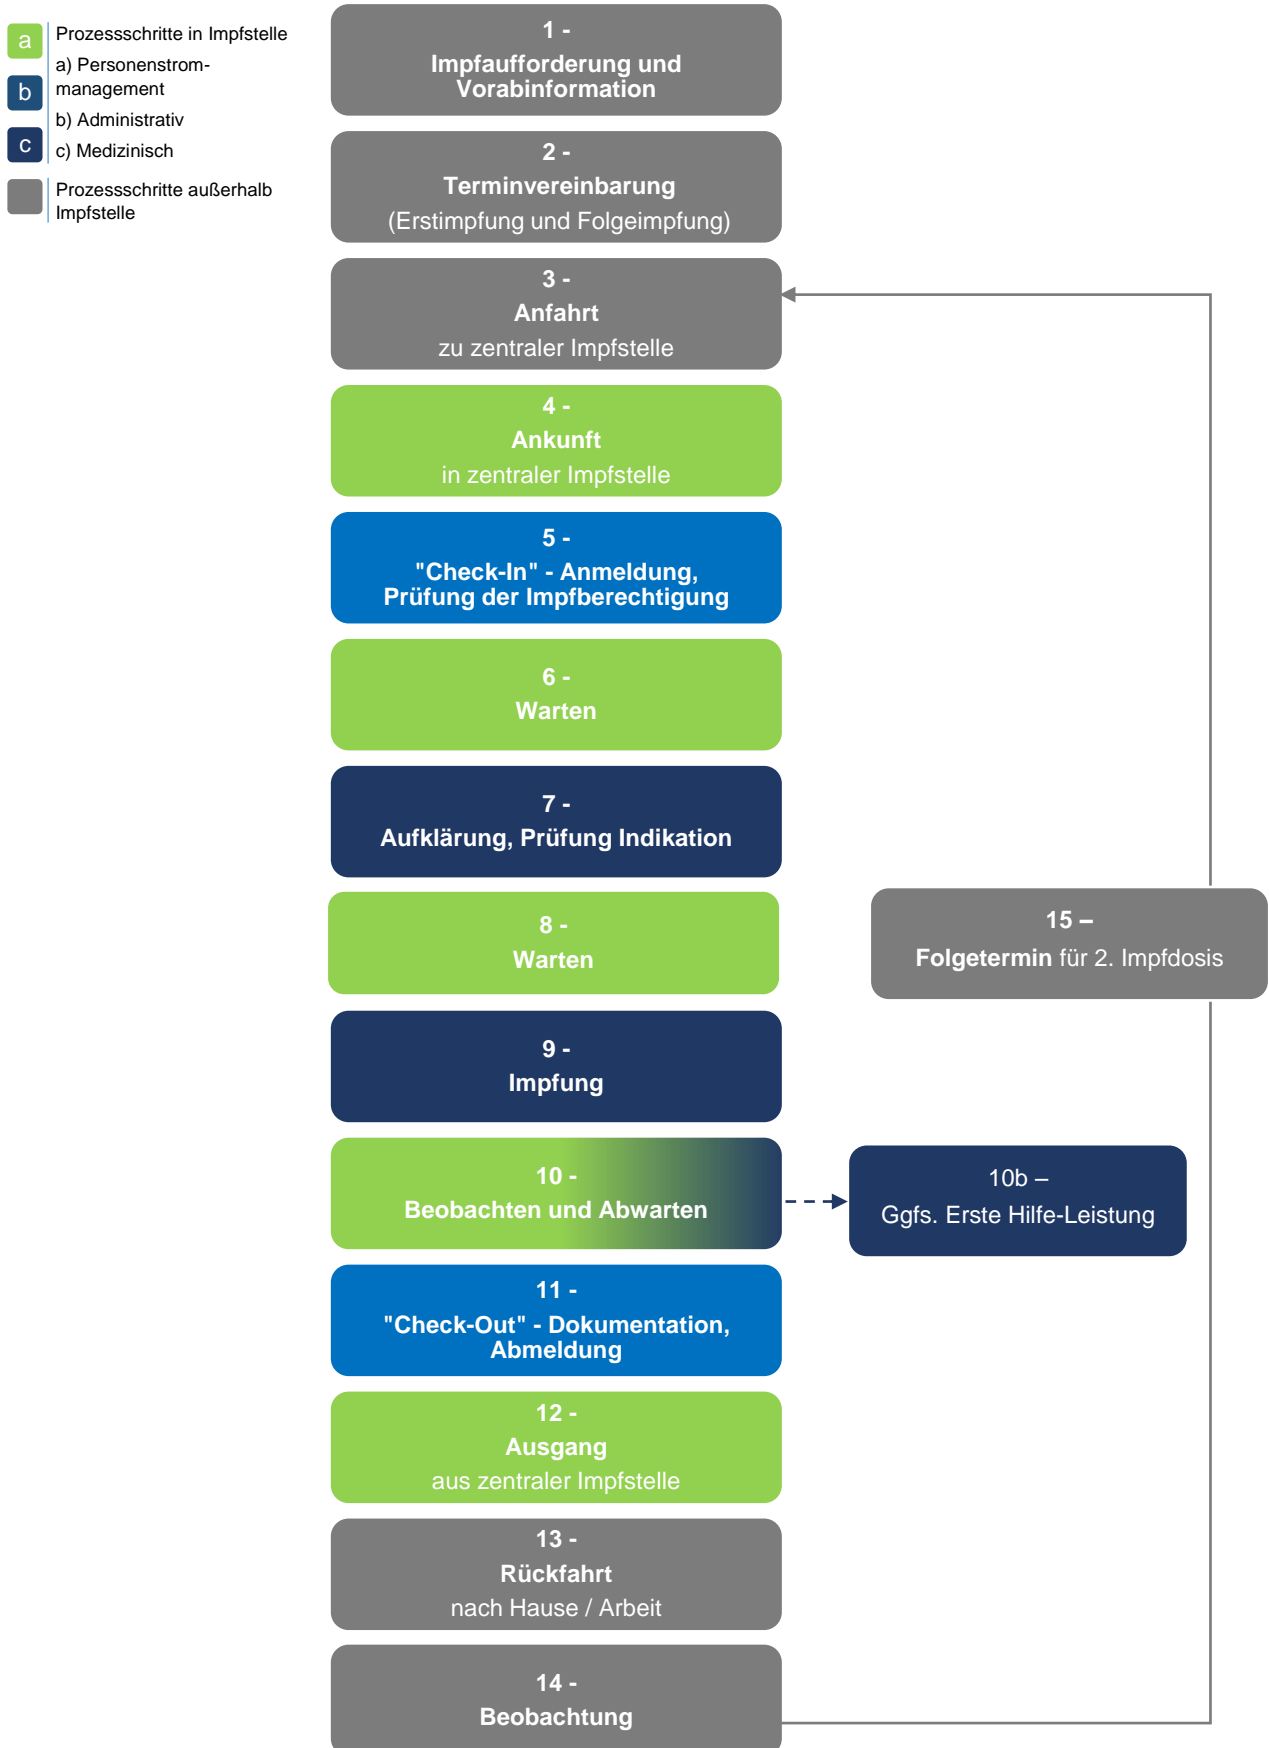 a
b
c
Prozessschritte in Impfstelle
a) Personenstrom-
management
b) Administrativ
c) Medizinisch
Prozessschritte außerhalb
Impfstelle
1 -
Impfaufforderung und
Vorabinformation
2 -
Terminvereinbarung
(Erstimpfung und Folgeimpfung)
3 -
Anfahrt
zu zentraler Impfstelle
4 -
Ankunft
in zentraler Impfstelle
5 -
"Check-In" - Anmeldung,
Prüfung der Impfberechtigung
6 -
Warten
7 -
Aufklärung, Prüfung Indikation
8 -
Warten
9 -
Impfung
10 -
Beobachten und Abwarten
10b –
Ggfs. Erste Hilfe-Leistung
11 -
"Check-Out" - Dokumentation,
Abmeldung
12 -
Ausgang
aus zentraler Impfstelle
13 -
Rückfahrt
nach Hause / Arbeit
14 -
Beobachtung
15 –
Folgetermin für 2. Impfdosis